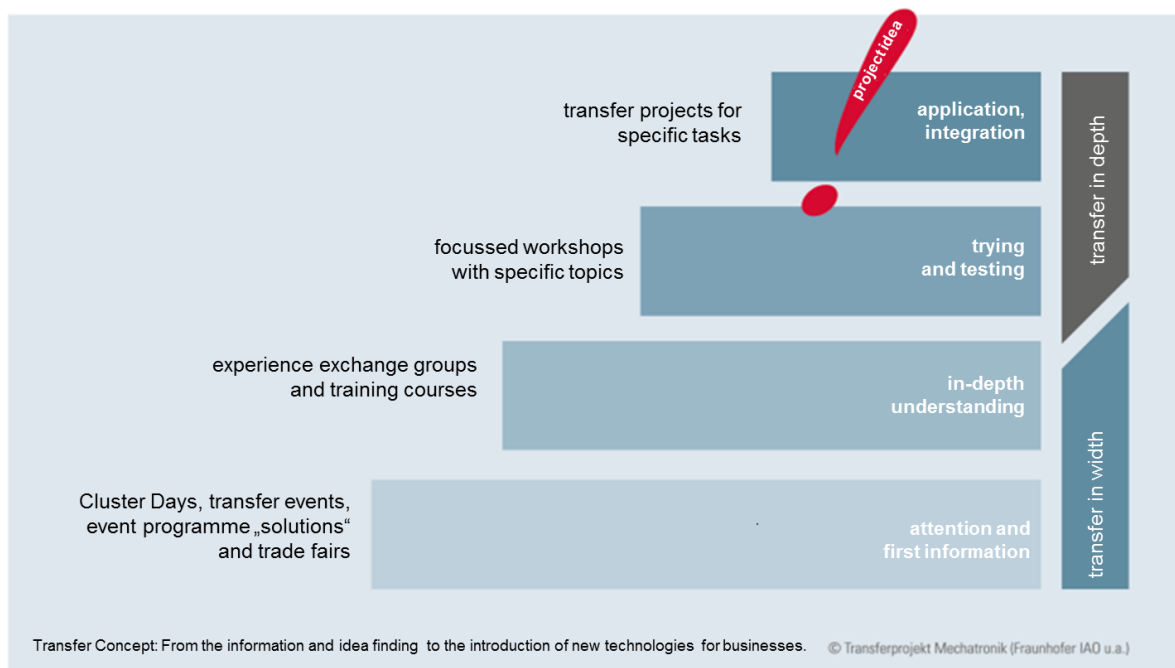 project idea
transfer projects for
specific tasks
application,
integration
transfer in depth
focussed workshops
with specific topics
trying
and testing
experience exchange groups
and training courses
in-depth
understanding
transfer in width
Cluster Days, transfer events,
event programme „solutions“
and trade fairs
attention and
first information
Transfer Concept: From the information and idea finding to the introduction of new technologies for businesses.
© Transferprojekt Mechatronik (Fraunhofer IAO u.a.)